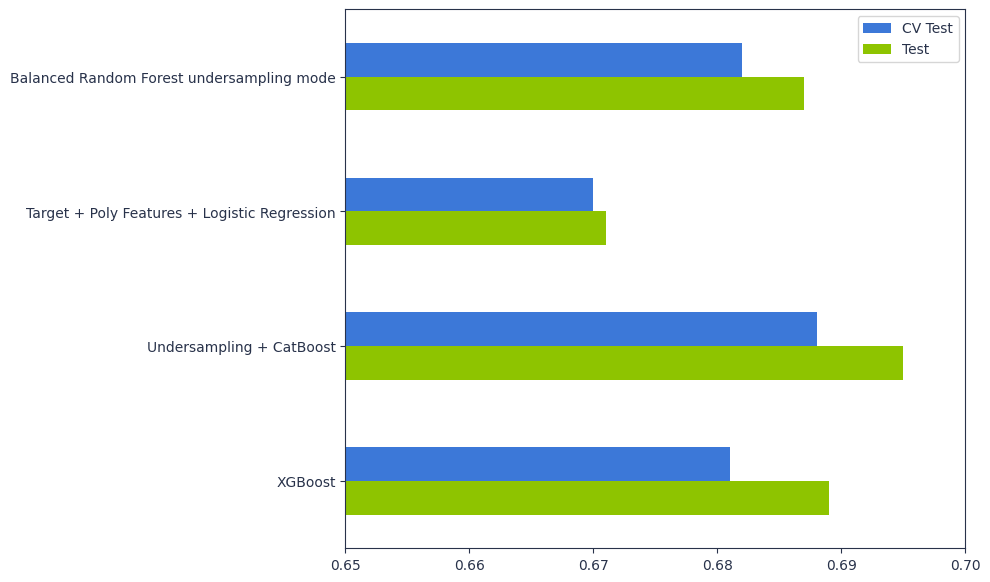 CV Test
Test
Balanced Random Forest undersampling mode
Target + Poly Features + Logistic Regression
Undersampling + CatBoost
XGBoost
0.65 0.66 0.67 0.68 0.69 0.70